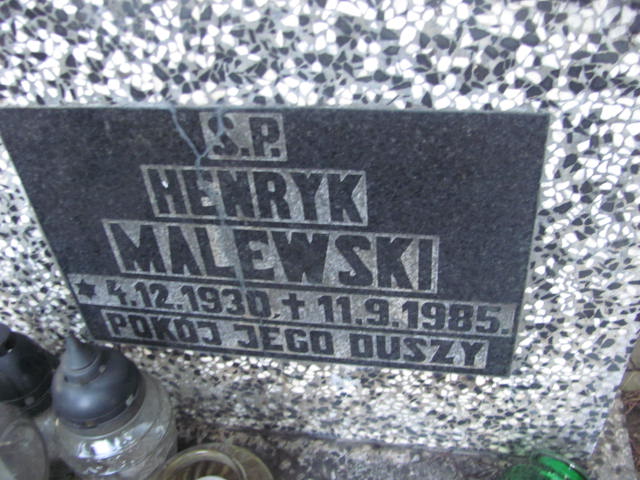 Ś.P.
HENRYK
MALEWSKI
* 4.12.1930. † 11.9.1985.
POKÓJ JEGO DUSZY